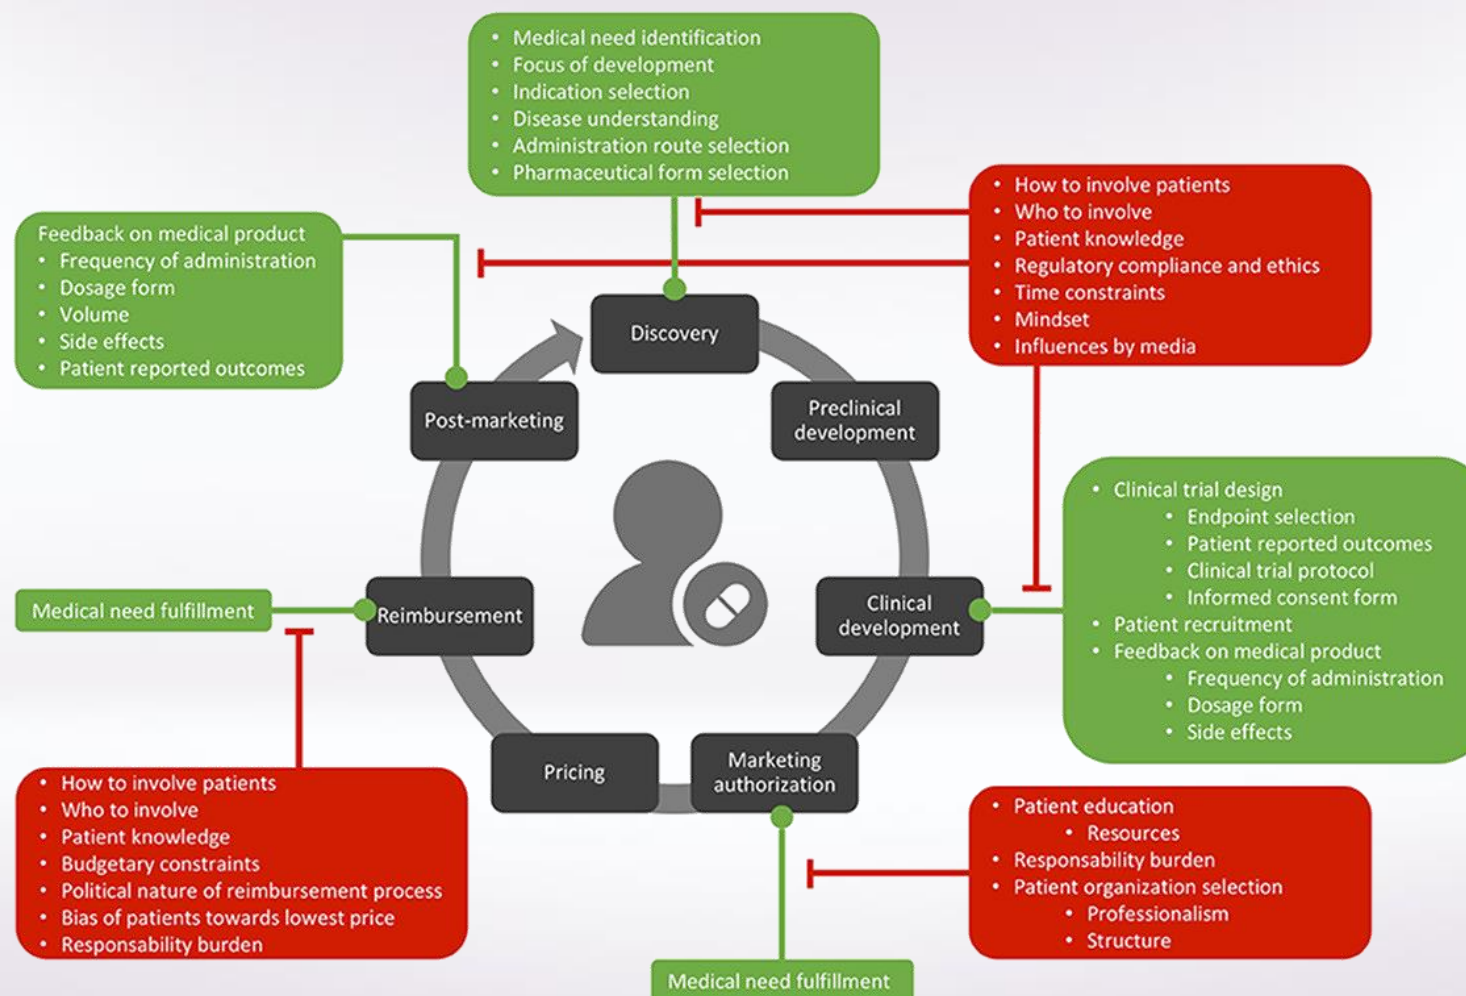 • Medical need identification
• Focus of development
• Indication selection
• Disease understanding
• Administration route selection
• Pharmaceutical form selection
• How to involve patients
• Who to involve
• Patient knowledge
• Regulatory compliance and ethics
• Time constraints
• Mindset
• Influences by media
Feedback on medical product
• Frequency of administration
• Dosage form
• Volume
• Side effects
• Patient reported outcomes
Discovery
Preclinical
development
Post-marketing
• Clinical trial design
• Endpoint selection
• Patient reported outcomes
• Clinical trial protocol
• Informed consent form
• Patient recruitment
• Feedback on medical product
• Frequency of administration
• Dosage form
• Side effects
Clinical
development
Medical need fulfillment
Reimbursement
Marketing
authorization
Pricing
• How to involve patients
• Who to involve
• Patient knowledge
• Budgetary constraints
• Political nature of reimbursement process
• Bias of patients towards lowest price
• Responsability burden
• Patient education
• Resources
• Responsability burden
• Patient organization selection
• Professionalism
• Structure
Medical need fulfillment